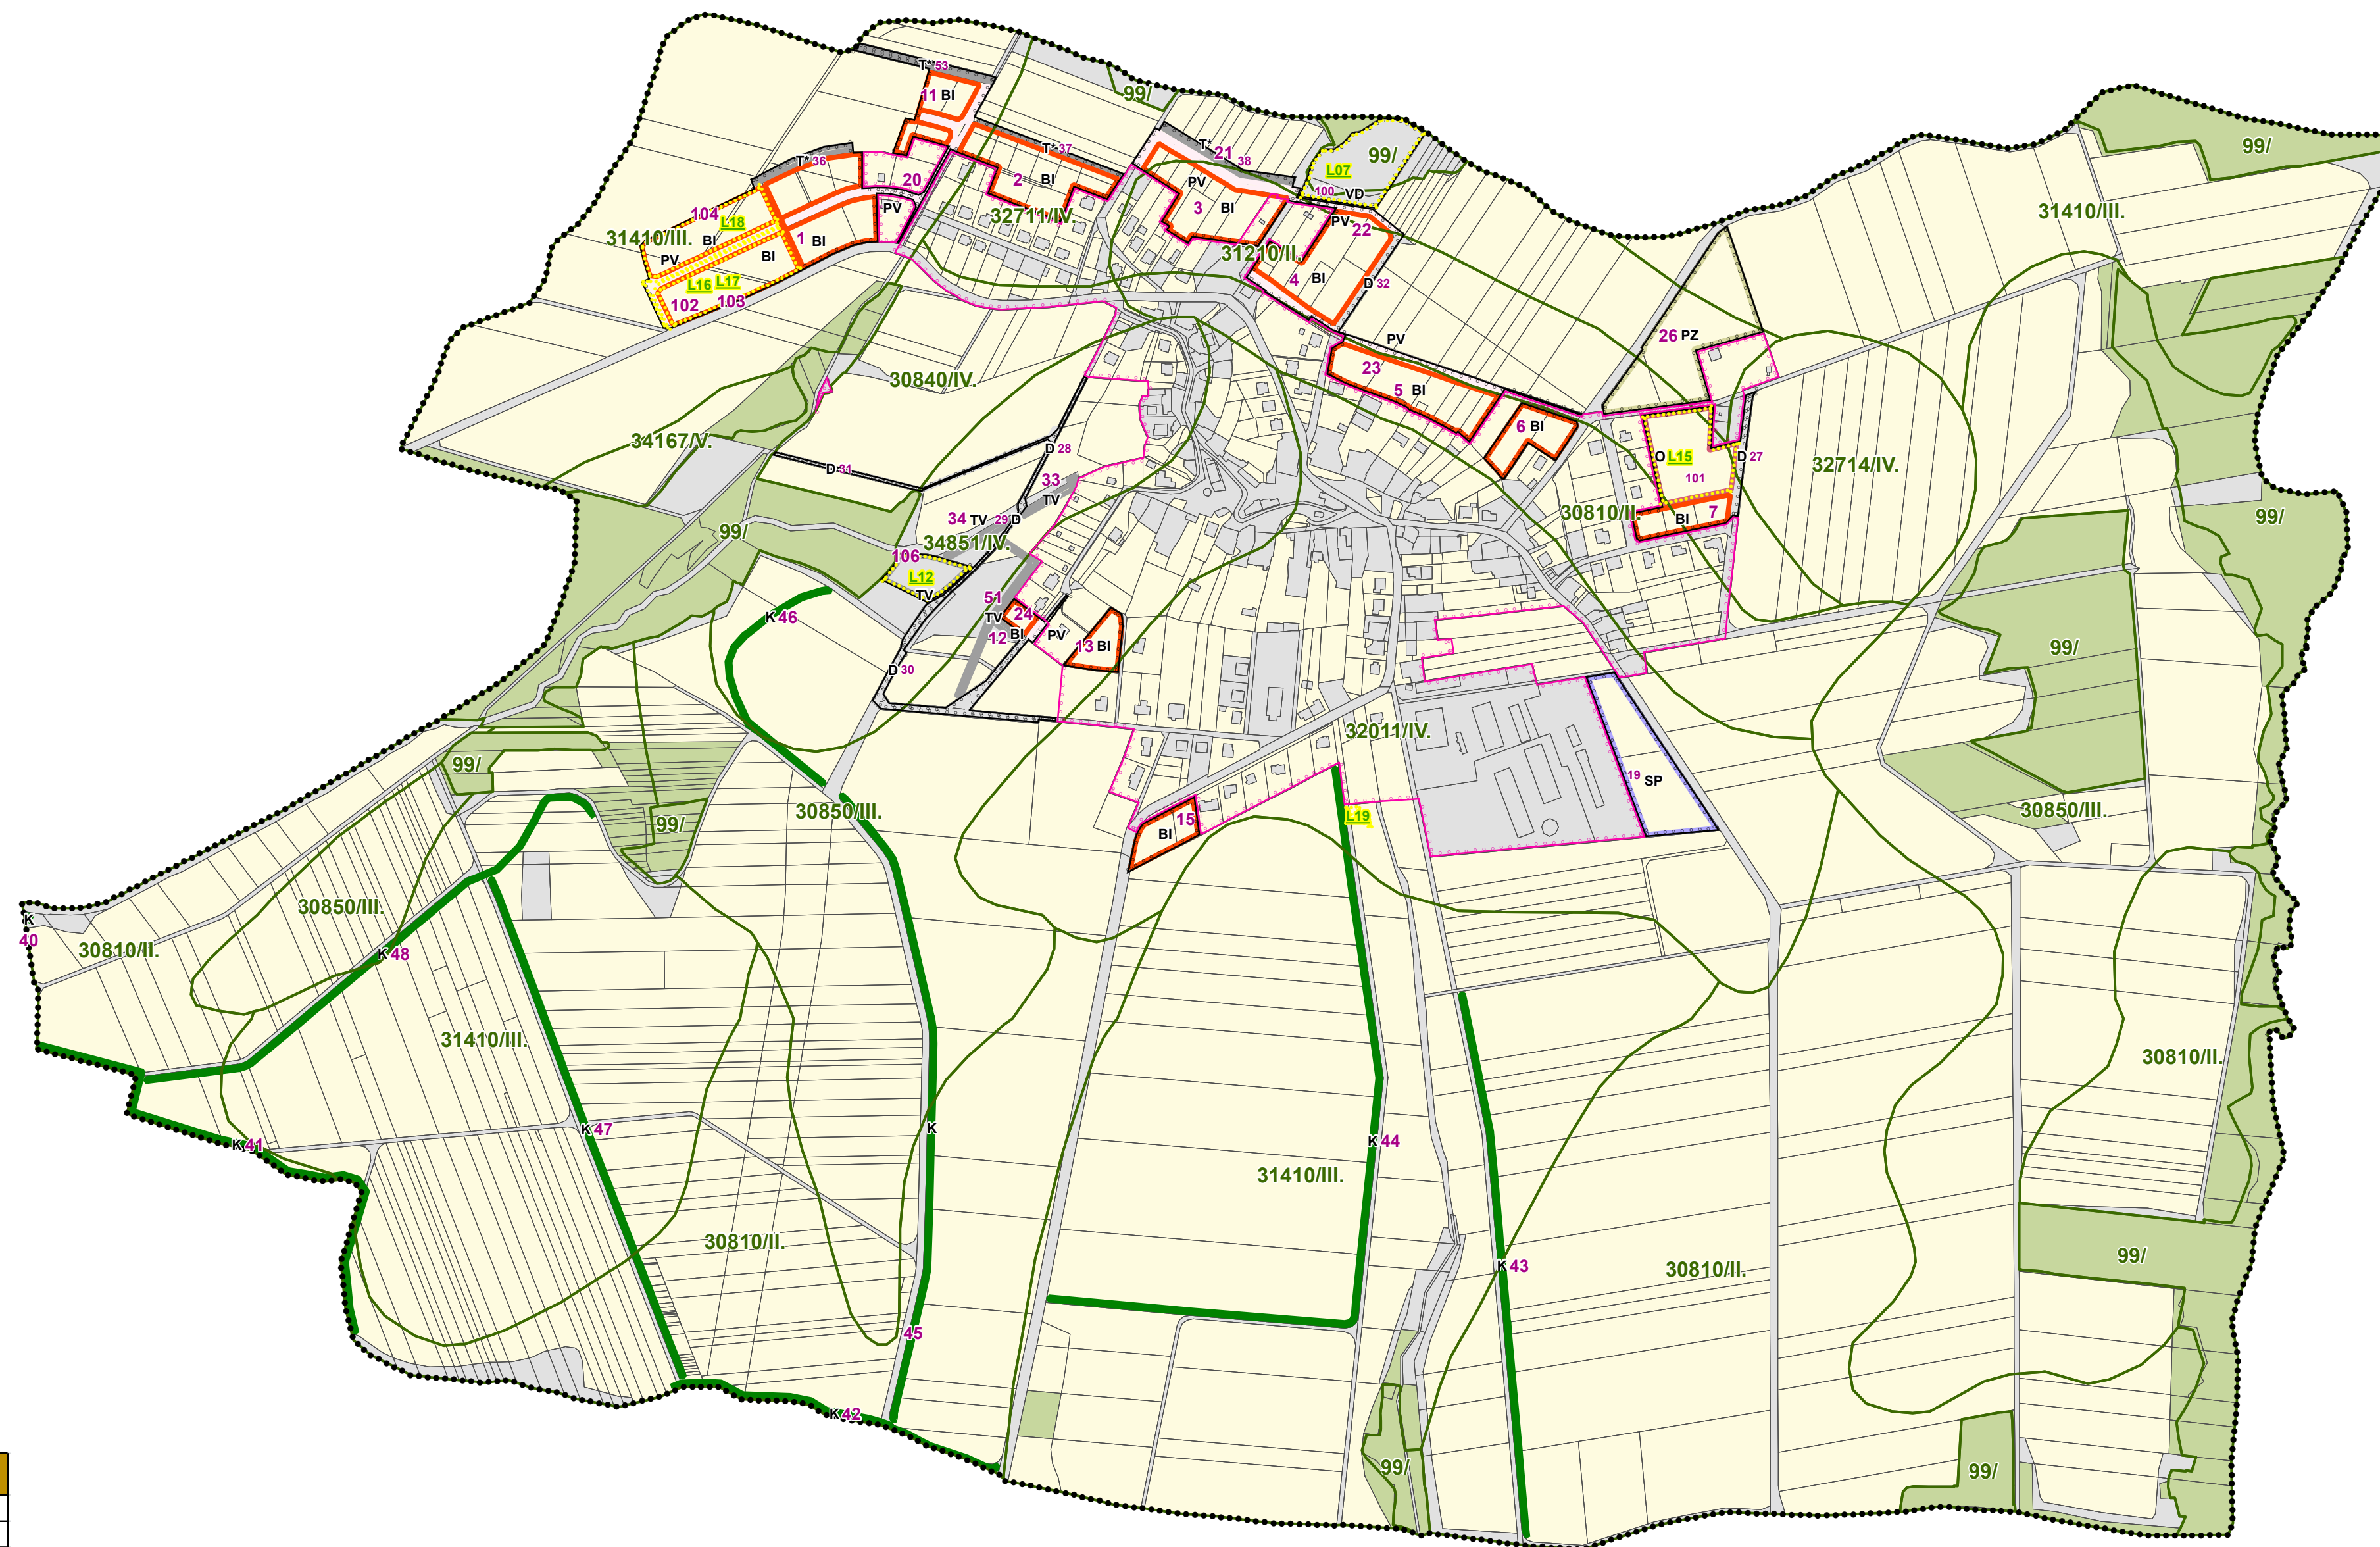 T* 53
11 BI
99/
T* 36
T* 37
T* 21 38
99/
L07
99/
20
2 BI
PV
100 VD
31410/III.
104 L18
PV
32711/IV.
3 BI
PV 22
31410/III.
BI
1 BI
PV
BI
31210/II.
4 BI
D 32
L16 L17
102 103
PV
26 PZ
30840/IV.
23
5 BI
34167/V.
6 BI
D 28
D 31
O L15
D 27
32714/IV.
33
TV
101
34 TV 29 D
30810/II.
BI 7
99/
99/
34851/IV.
106
L12
TV
51
TV
24
K 46
12 BI
PV
13 BI
99/
D 30
32011/IV.
99/
19 SP
30850/III.
99/
BI 15
L19
30850/III.
K
40
30850/III.
30810/II.
K 48
31410/III.
30810/II.
K 41
K 47
K
K 44
31410/III.
30810/II.
K 43
30810/II.
99/
45
K 42
99/
99/